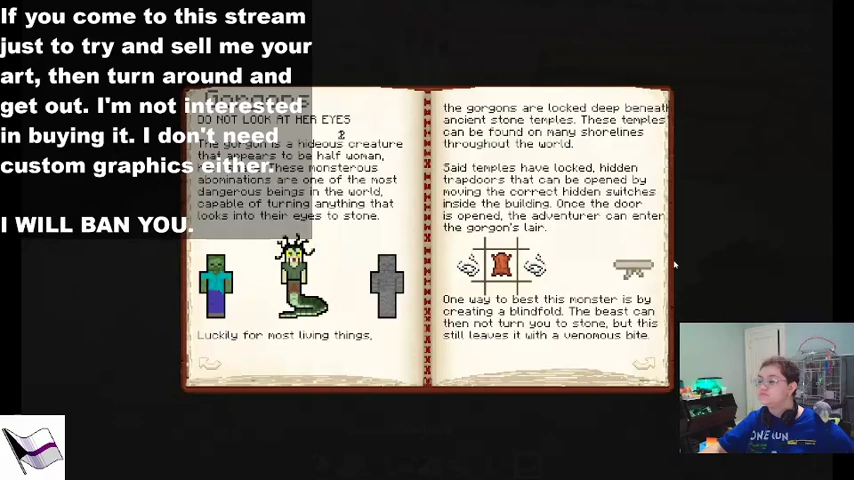 If you come to this stream
just to try and sell me your
art, then turn around and
get out. I'm not interested
in buying it. I don't need
custom graphics either.
I WILL BAN YOU.
Gorgons
DO NOT LOOK AT HER EYES
2
The gorgon is a hideous creature
that appears to be half woman,
These monsterous
abominations are one of the most
dangerous beings in the world,
capable of turning anything that
looks into their eyes to stone.
Luckily for most living things,
the gorgons are locked deep beneath
ancient stone temples. These temples
can be found on many shorelines
throughout the world.
Said temples have locked, hidden
trapdoors that can be opened by
moving the correct hidden switches
inside the building. Once the door
is opened, the adventurer can enter
the gorgon's lair.
One way to best this monster is by
creating a blindfold. The beast can
then not turn you to stone, but this
still leaves it with a venomous bite.